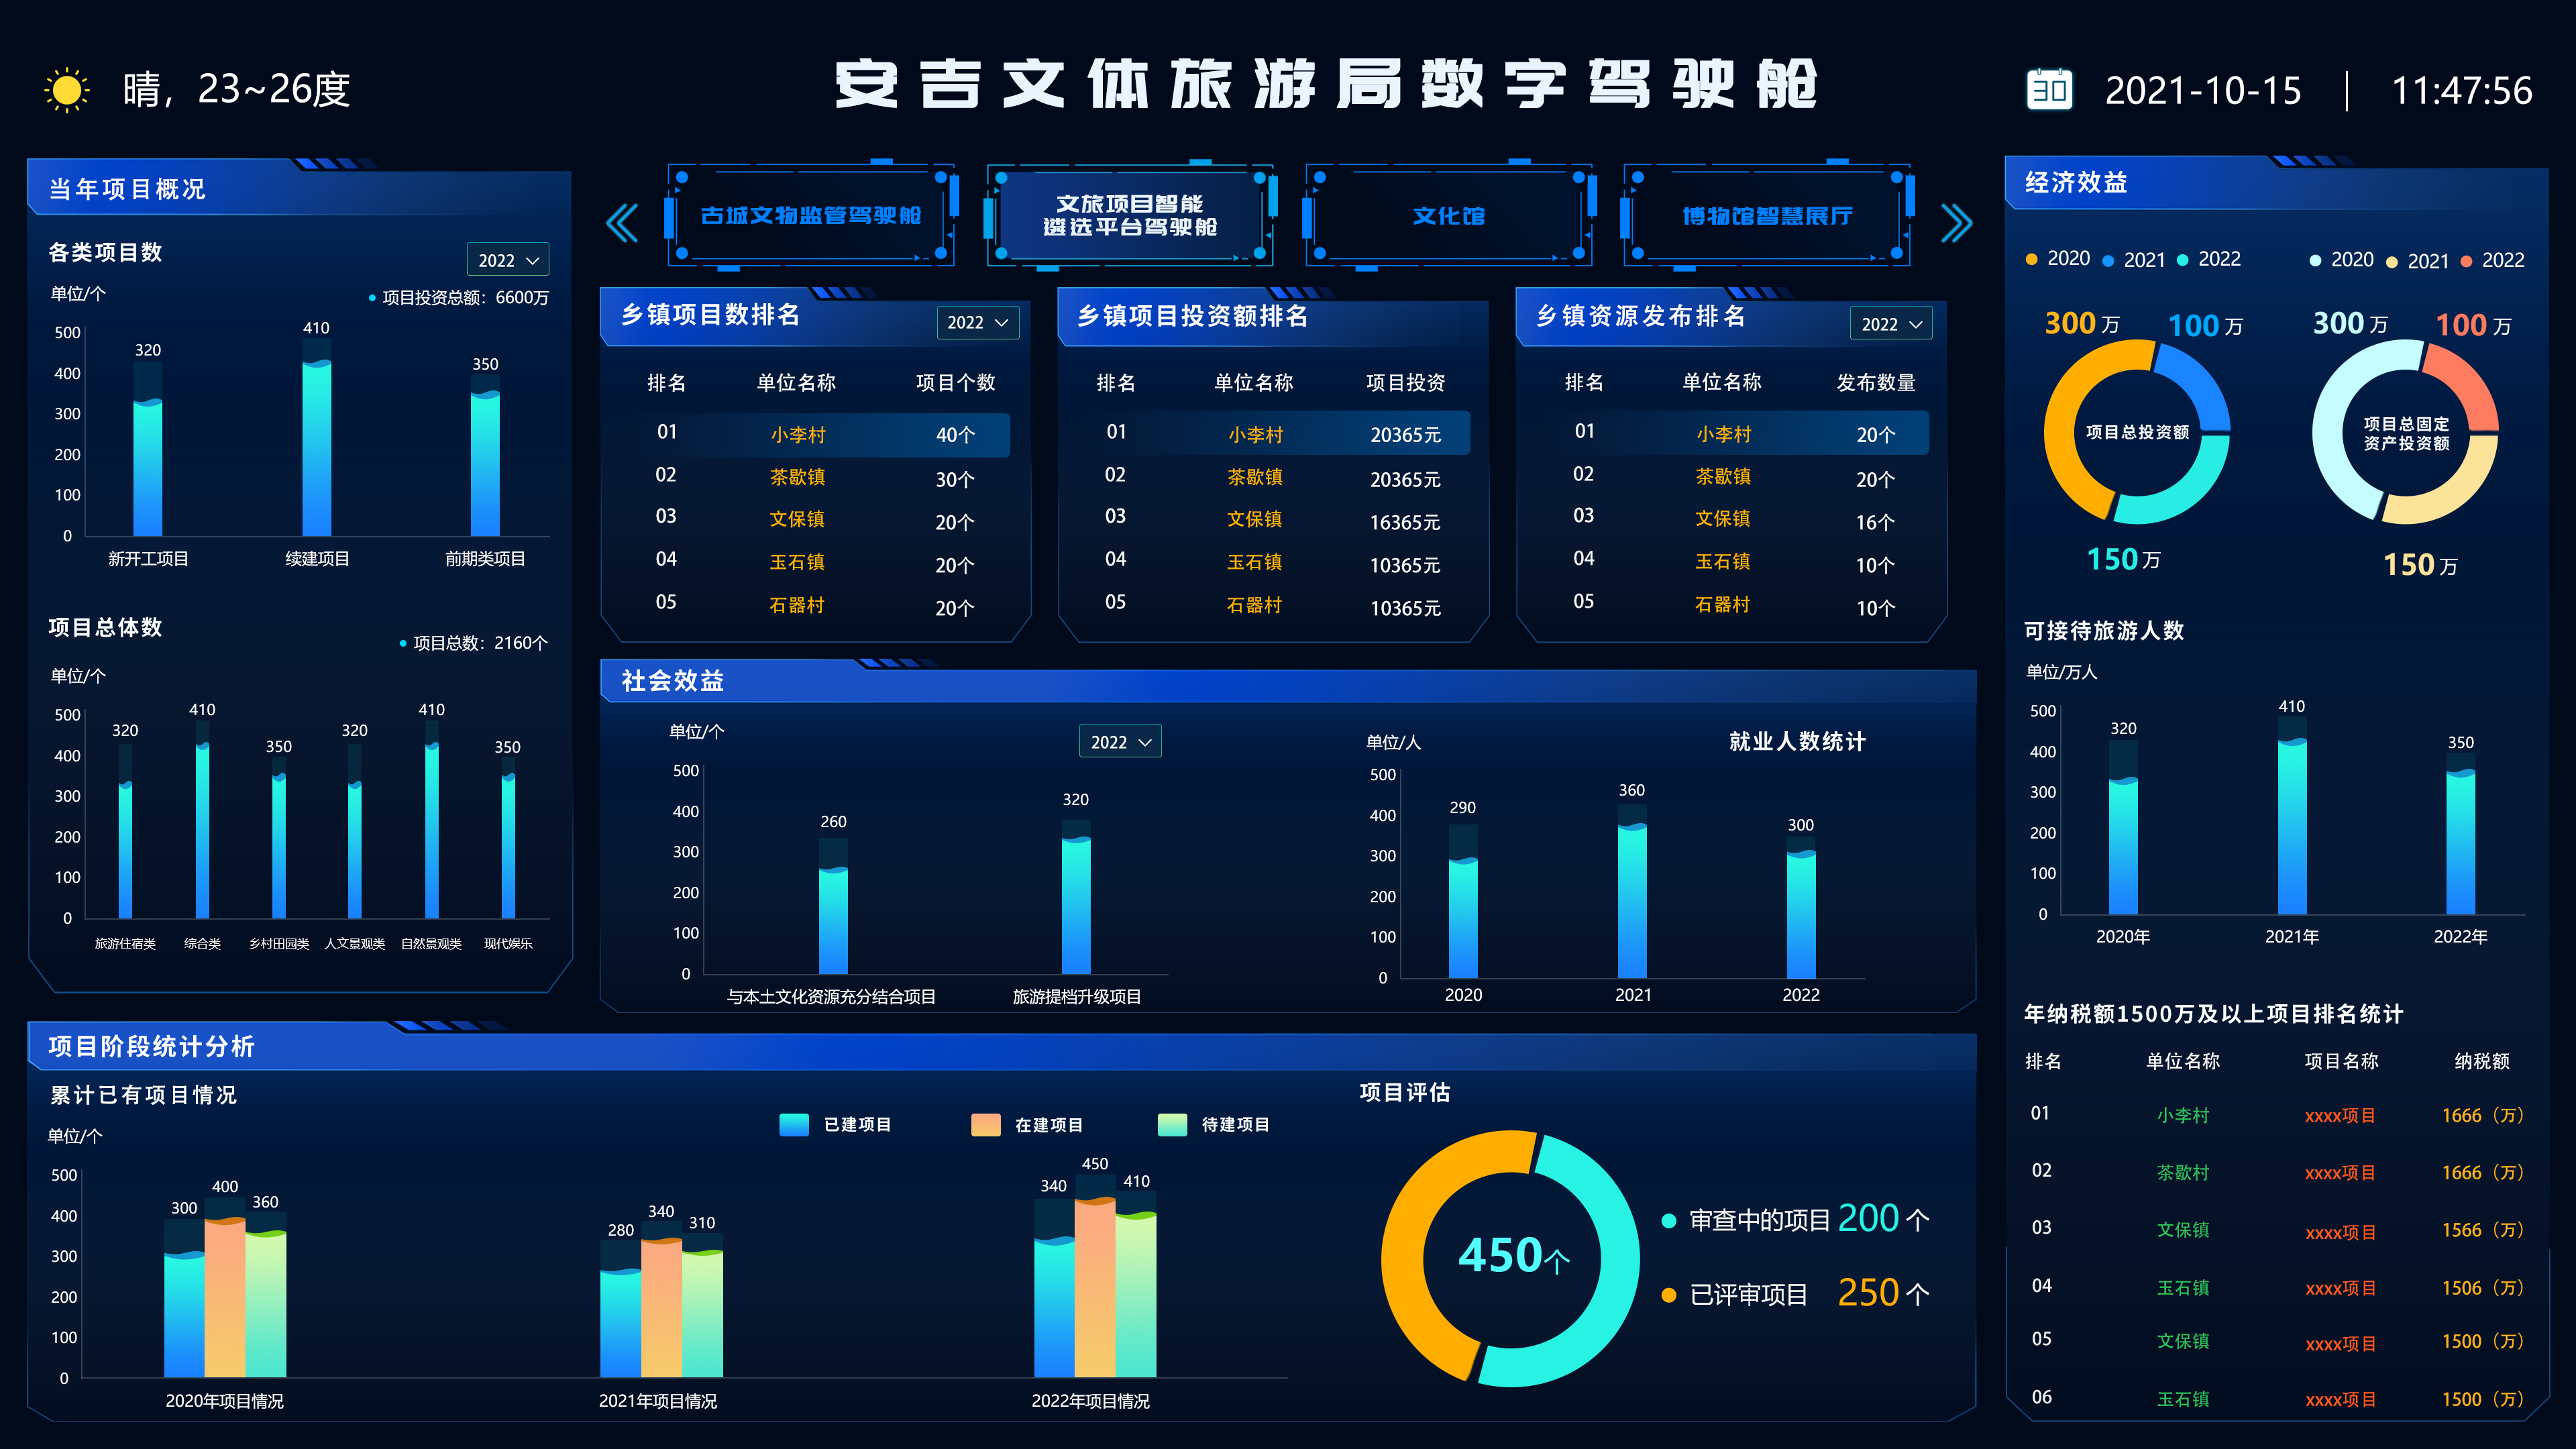 晴，23~26度
安吉文体旅游局数字驾驶舱
30
2021-10-15
11:47:56
古城文物监管驾驶舱
文旅项目智能
遴选平台驾驶舱
文化馆
博物馆智慧展厅
当年项目概况
各类项目数
2022
单位/个
项目投资总额：6600万
500
400
300
200
100
0
320
410
350
新开工项目
续建项目
前期类项目
项目总体数
项目总数：2160个
单位/个
500
400
300
200
100
0
320
410
350
320
410
350
旅游住宿类
综合类
乡村田园类
人文景观类
自然景观类
现代娱乐
乡镇项目数排名
2022
排名 单位名称 项目个数
01 小李村 40个
02 茶歇镇 30个
03 文保镇 20个
04 玉石镇 20个
05 石器村 20个
乡镇项目投资额排名
排名 单位名称 项目投资
01 小李村 20365元
02 茶歇镇 20365元
03 文保镇 16365元
04 玉石镇 10365元
05 石器村 10365元
乡镇资源发布排名
2022
排名 单位名称 发布数量
01 小李村 20个
02 茶歇镇 20个
03 文保镇 16个
04 玉石镇 10个
05 石器村 10个
社会效益
单位/个
2022
500
400
300
200
100
0
260
320
与本土文化资源充分结合项目
旅游提档升级项目
单位/人
就业人数统计
500
400
300
200
100
0
290
360
300
2020
2021
2022
项目阶段统计分析
累计已有项目情况
单位/个
已建项目
在建项目
待建项目
500
400
300
200
100
0
300
400
360
280
340
310
340
450
410
2020年项目情况
2021年项目情况
2022年项目情况
项目评估
450个
审查中的项目 200 个
已评审项目 250 个
经济效益
2020 2021 2022
300 万
100 万
项目总投资额
150 万
2020 2021 2022
300 万
100 万
项目总固定
资产投资额
150 万
可接待旅游人数
单位/万人
500
400
300
200
100
0
320
410
350
2020年
2021年
2022年
年纳税额1500万及以上项目排名统计
排名 单位名称 项目名称 纳税额
01 小李村 xxxx项目 1666（万）
02 茶歇村 xxxx项目 1666（万）
03 文保镇 xxxx项目 1566（万）
04 玉石镇 xxxx项目 1506（万）
05 文保镇 xxxx项目 1500（万）
06 玉石镇 xxxx项目 1500（万）